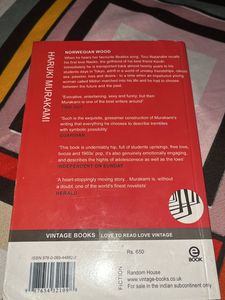 HARUKI MURAKAMI
NORWEGIAN WOOD
When he hears her favourite Beatles song, Toru Watanabe recalls
his first love Naoko, the girlfriend of his best friend Kizuki.
Immediately he is transported back almost twenty years to his
student days in Tokyo, adrift in a world of uneasy friendships, casual
sex, passion, loss and desire - to a time when an impetuous young
woman called Midori marches into his life and he has to choose
between the future and the past.
'Evocative, entertaining, sexy and funny; but then
Murakami is one of the best writers around'
TIME OUT
'Such is the exquisite, gossamer construction of Murakami's
writing that everything he chooses to describe trembles
with symbolic possibility'
GUARDIAN
'This book is undeniably hip, full of student uprisings, free love,
booze and 1960s' pop, it's also genuinely emotionally engaging,
and describes the highs of adolescence as well as the lows'
INDEPENDENT ON SUNDAY
'A heart-stoppingly moving story... Murakami is, without
a doubt, one of the world's finest novelists'
HERALD
VINTAGE BOOKS
LOVE TO READ LOVE VINTAGE
Rs. 650
e
BOOK
FICTION
Random House
www.vintage-books.co.uk
For sale in the indian subcontinent only